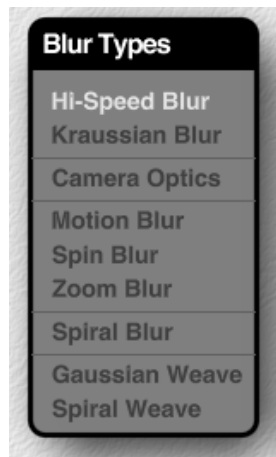 Blur Types
Hi-Speed Blur
Kraussian Blur
Camera Optics
Motion Blur
Spin Blur
Zoom Blur
Spiral Blur
Gaussian Weave
Spiral Weave